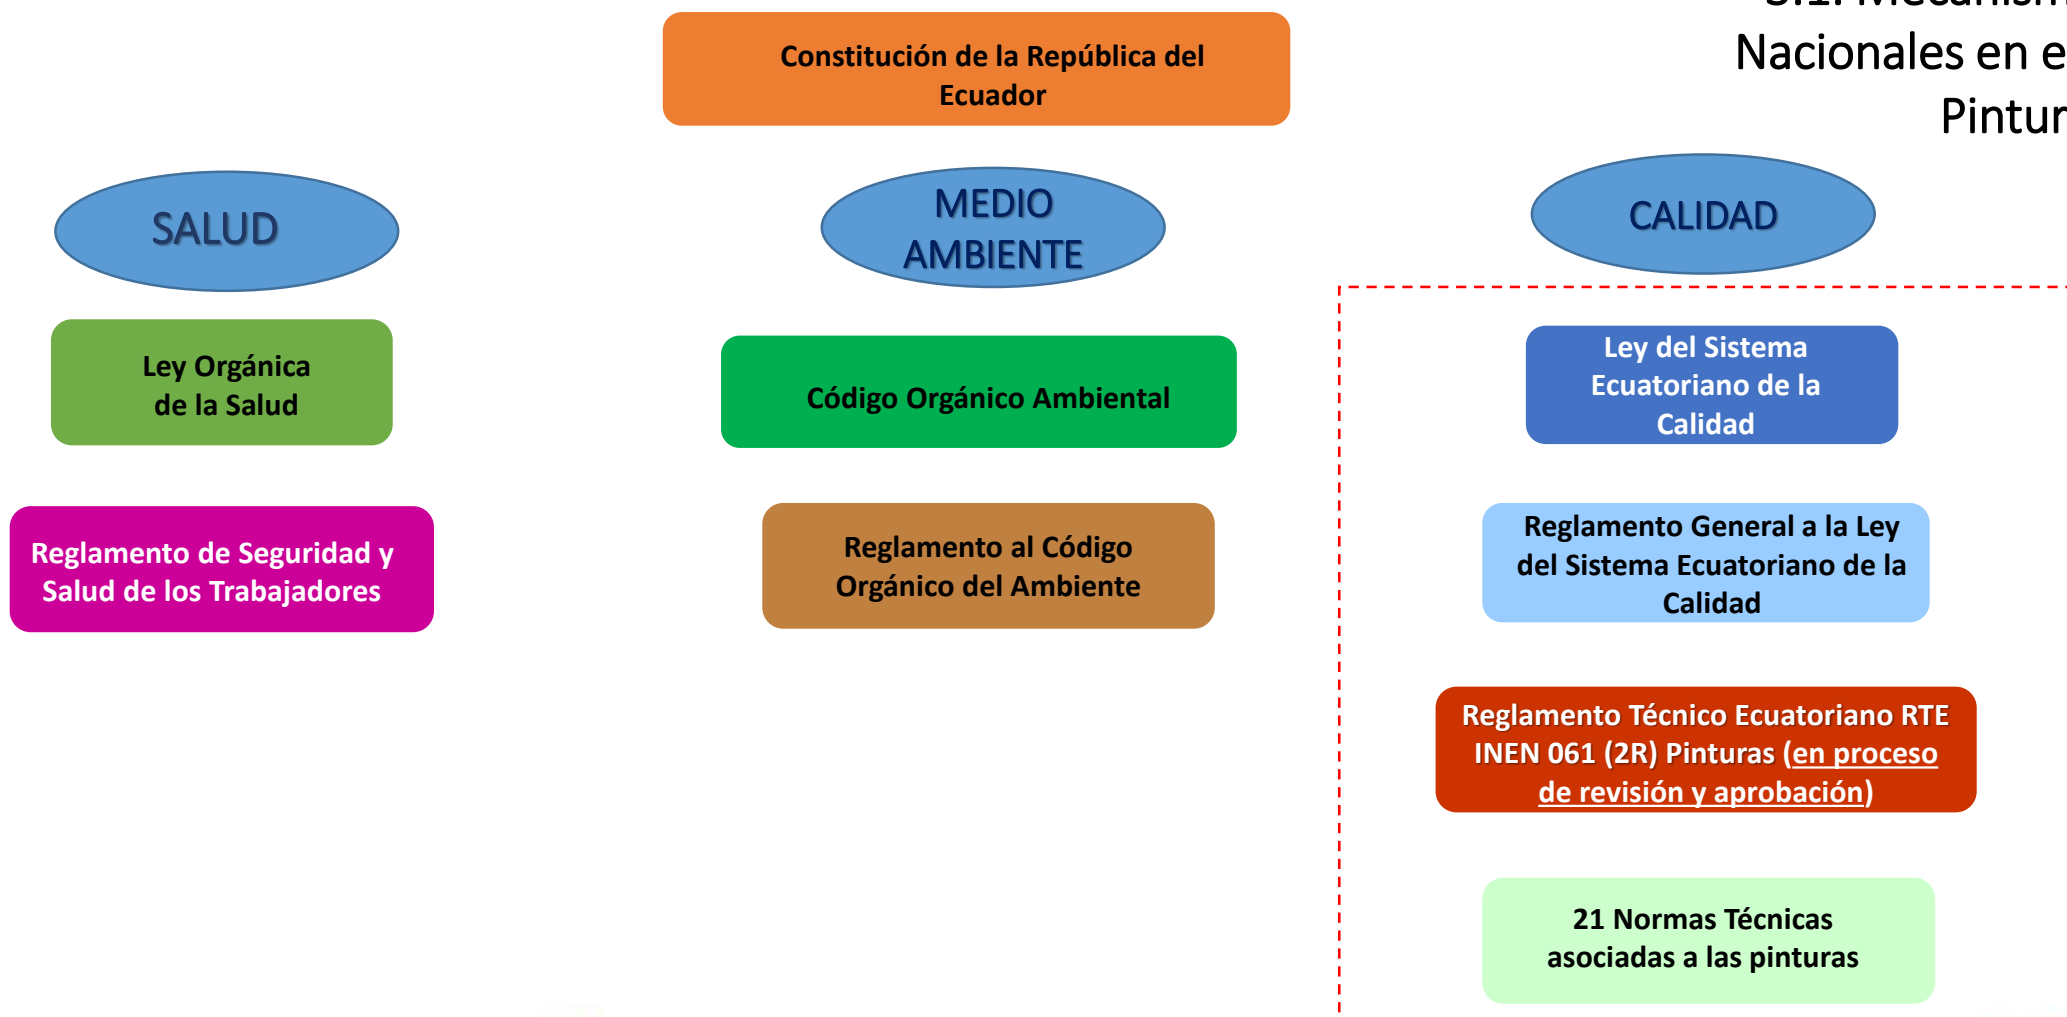 Nacionales en e
Pintur
Constitución de la República del
Ecuador
SALUD
MEDIO
AMBIENTE
CALIDAD
Ley Orgánica
de la Salud
Código Orgánico Ambiental
Ley del Sistema
Ecuatoriano de la
Calidad
Reglamento de Seguridad y
Salud de los Trabajadores
Reglamento al Código
Orgánico del Ambiente
Reglamento General a la Ley
del Sistema Ecuatoriano de la
Calidad
Reglamento Técnico Ecuatoriano RTE
INEN 061 (2R) Pinturas (en proceso
de revisión y aprobación)
21 Normas Técnicas
asociadas a las pinturas